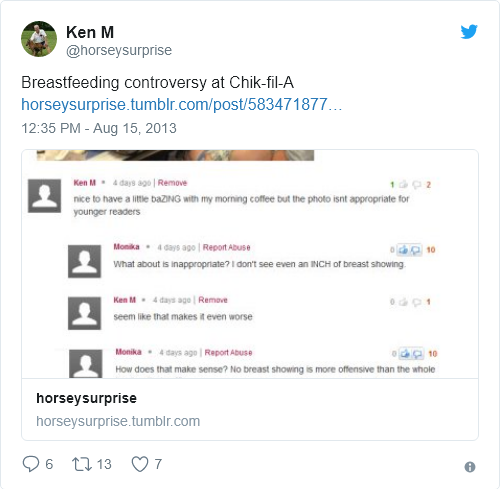 Ken M
@horseysurprise
Breastfeeding controversy at Chik-fil-A
horseysurprise.tumblr.com/post/583471877…
12:35 PM - Aug 15, 2013
Ken M • 4 days ago | Remove 1 2
nice to have a little baZING with my morning coffee but the photo isnt appropriate for
younger readers
Monika • 4 days ago | Report Abuse 0 10
What about is inappropriate? I don't see even an INCH of breast showing.
Ken M • 4 days ago | Remove 0 1
seem like that makes it even worse
Monika • 4 days ago | Report Abuse 0 10
How does that make sense? No breast showing is more offensive than the whole
horseysurprise
horseysurprise.tumblr.com
6 13 7